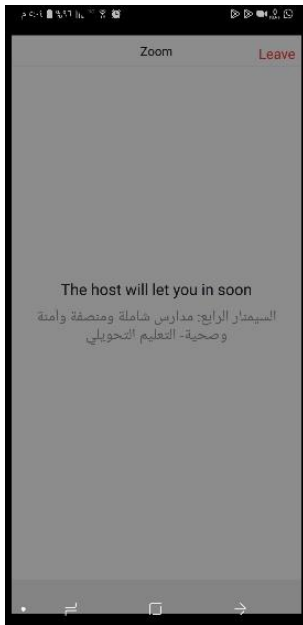 Zoom
Leave
The host will let you in soon
السيمنار الرابع: مدارس شاملة ومنصفة وآمنة
وصحية- التعليم التحويلي